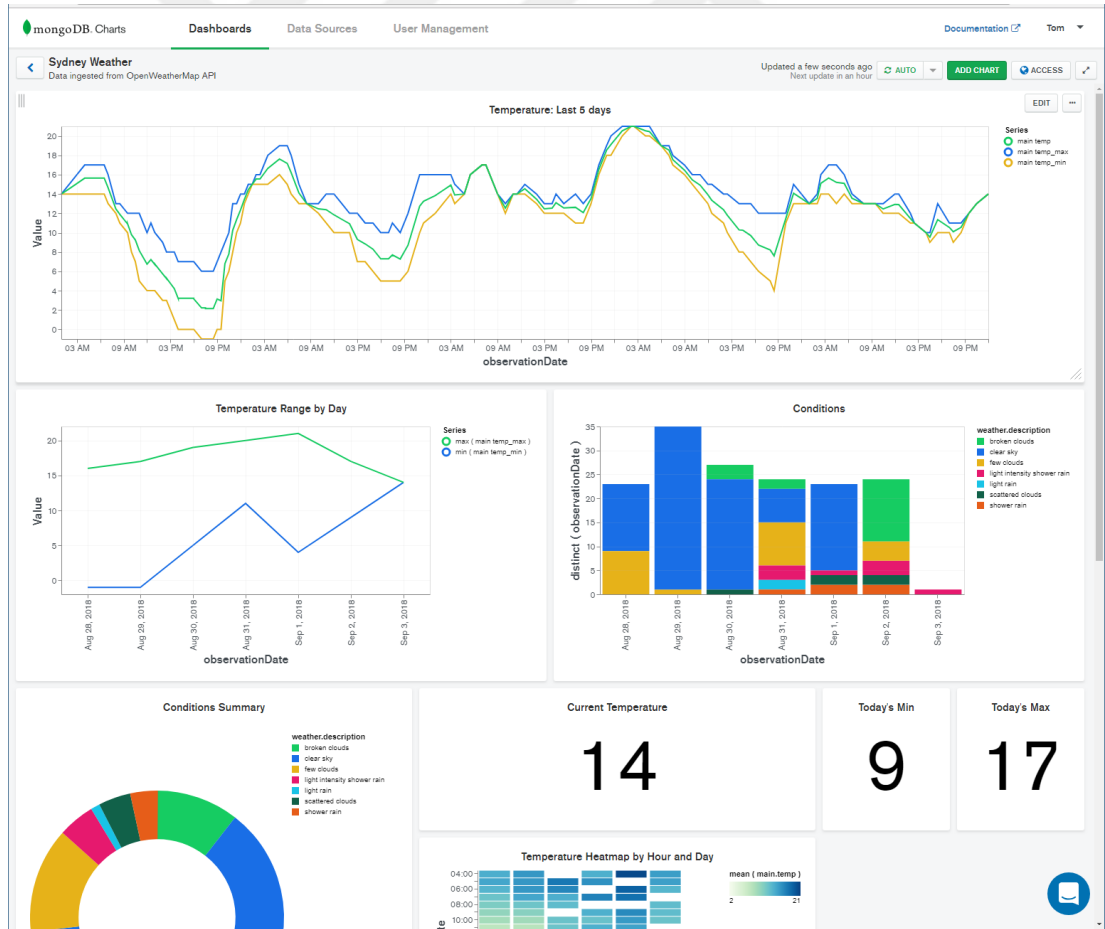 mongoDB. Charts
Dashboards
Data Sources
User Management
Documentation
Tom
Sydney Weather
Data ingested from OpenWeatherMap API
Updated a few seconds ago
Next update in an hour
AUTO
ADD CHART
ACCESS
Temperature: Last 5 days
EDIT
Value
20
18
16
14
12
10
8
6
4
2
0
03 AM 09 AM 03 PM 09 PM 03 AM 09 AM 03 PM 09 PM 03 AM 09 AM 03 PM 09 PM 03 AM 09 AM 03 PM 09 PM 03 AM 09 AM 03 PM 09 PM
observationDate
Series
main temp
main temp_max
main temp_min
Temperature Range by Day
Value
20
15
10
5
0
Aug 28, 2018
Aug 29, 2018
Aug 30, 2018
Aug 31, 2018
Sep 1, 2018
Sep 2, 2018
Sep 3, 2018
observationDate
Series
max ( main temp_max )
min ( main temp_min )
Conditions
distinct ( observationDate )
35
30
25
20
15
10
5
0
Aug 28, 2018
Aug 29, 2018
Aug 30, 2018
Aug 31, 2018
Sep 1, 2018
Sep 2, 2018
Sep 3, 2018
observationDate
weather.description
broken clouds
clear sky
few clouds
light intensity shower rain
light rain
scattered clouds
shower rain
Conditions Summary
weather.description
broken clouds
clear sky
few clouds
light intensity shower rain
light rain
scattered clouds
shower rain
Current Temperature
14
Today's Min
9
Today's Max
17
Temperature Heatmap by Hour and Day
04:00
06:00
08:00
10:00
mean ( main.temp )
2 21